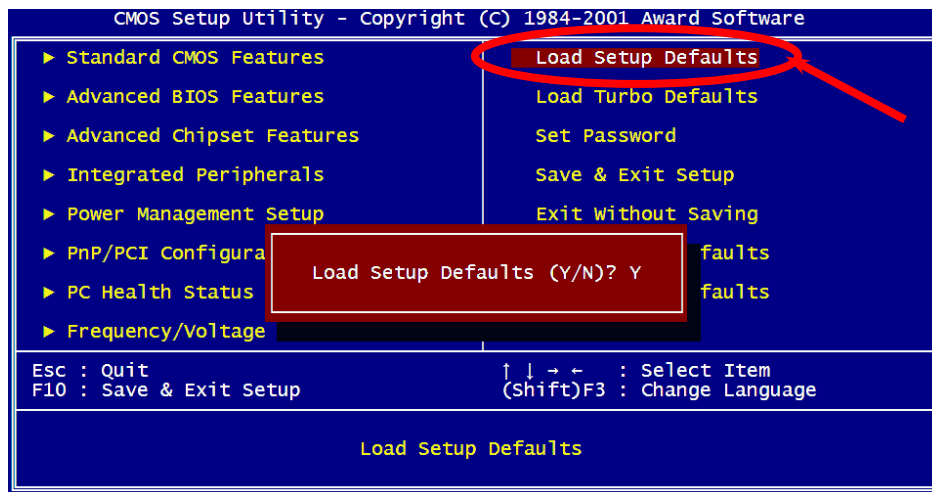 CMOS Setup Utility - Copyright (C) 1984-2001 Award Software
► Standard CMOS Features
► Advanced BIOS Features
► Advanced Chipset Features
► Integrated Peripherals
► Power Management Setup
► PnP/PCI Configura
► PC Health Status
► Frequency/Voltage
Load Setup Defaults
Load Turbo Defaults
Set Password
Save & Exit Setup
Exit Without Saving
faults
faults
Load Setup Defaults (Y/N)? Y
Esc : Quit
F10 : Save & Exit Setup
↑ ↓ → ← : Select Item
(Shift)F3 : Change Language
Load Setup Defaults